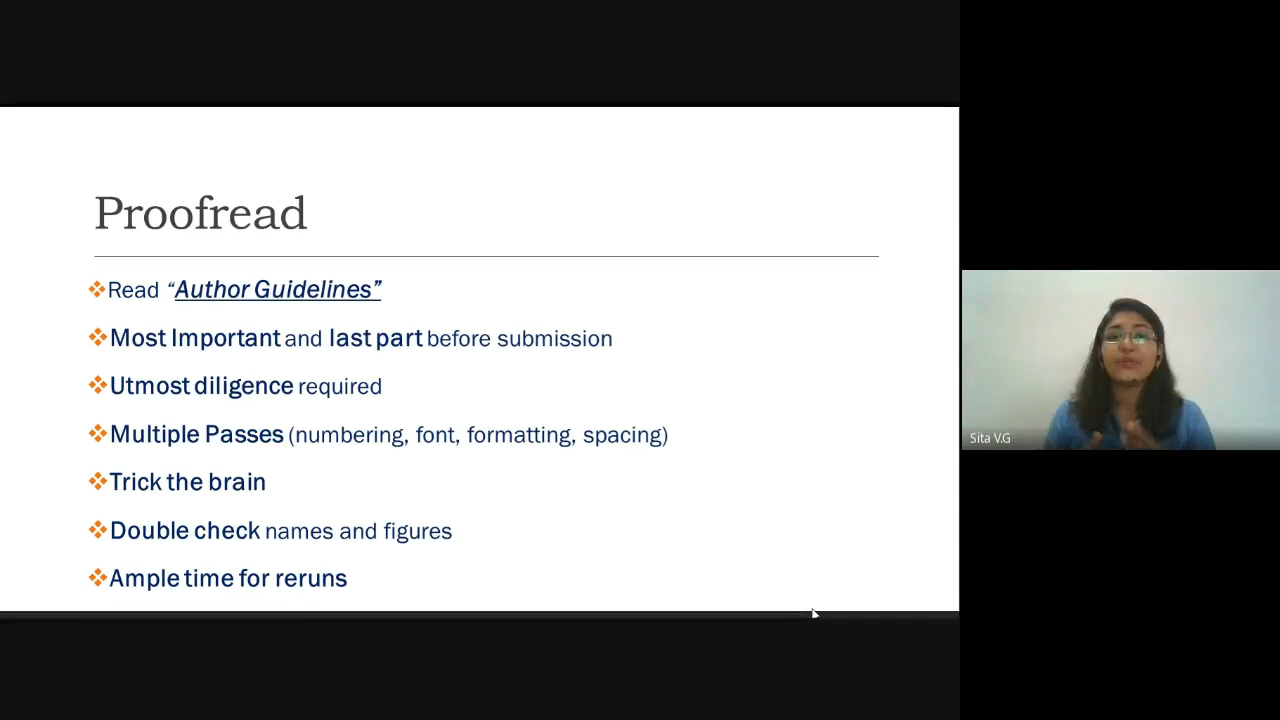 Proofread
Read “Author Guidelines”
Most Important and last part before submission
Utmost diligence required
Multiple Passes (numbering, font, formatting, spacing)
Trick the brain
Double check names and figures
Ample time for reruns
Sita V.G